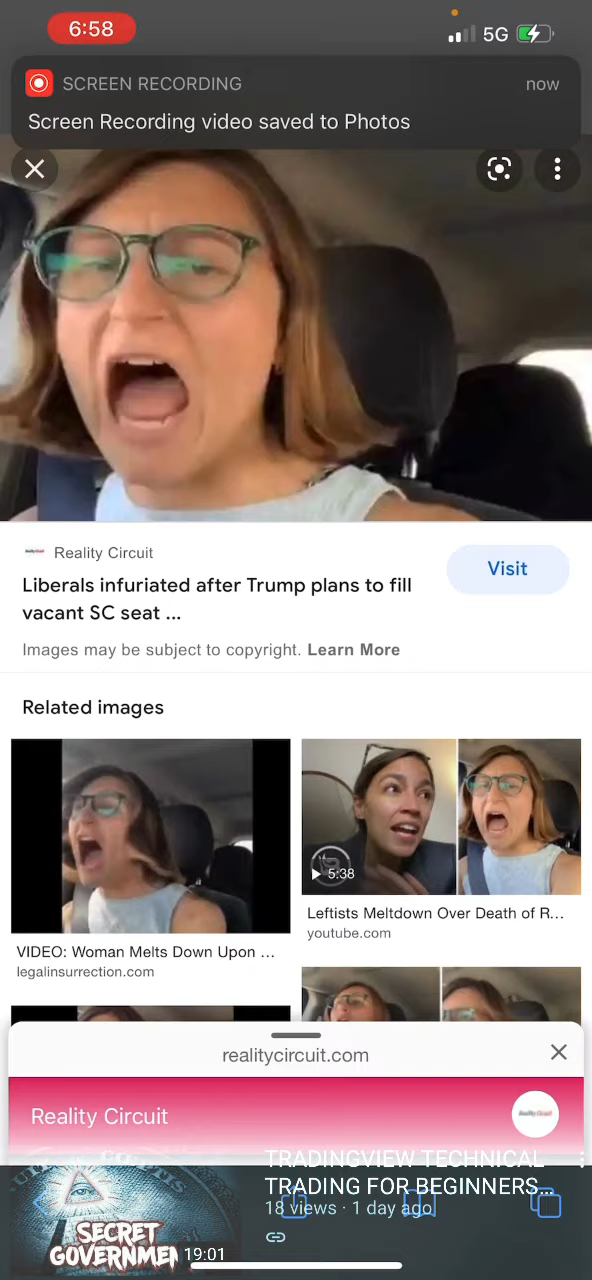 6:58
5G
SCREEN RECORDING
now
Screen Recording video saved to Photos
Reality Circuit
Visit
Liberals infuriated after Trump plans to fill
vacant SC seat ...
Images may be subject to copyright. Learn More
Related images
5:38
Leftists Meltdown Over Death of R...
youtube.com
VIDEO: Woman Melts Down Upon ...
legalinsurrection.com
realitycircuit.com
Reality Circuit
TRADINGVIEW TECHNICAL
TRADING FOR BEGINNERS...
18 views · 1 day ago
SECRET
GOVERNMEN
19:01